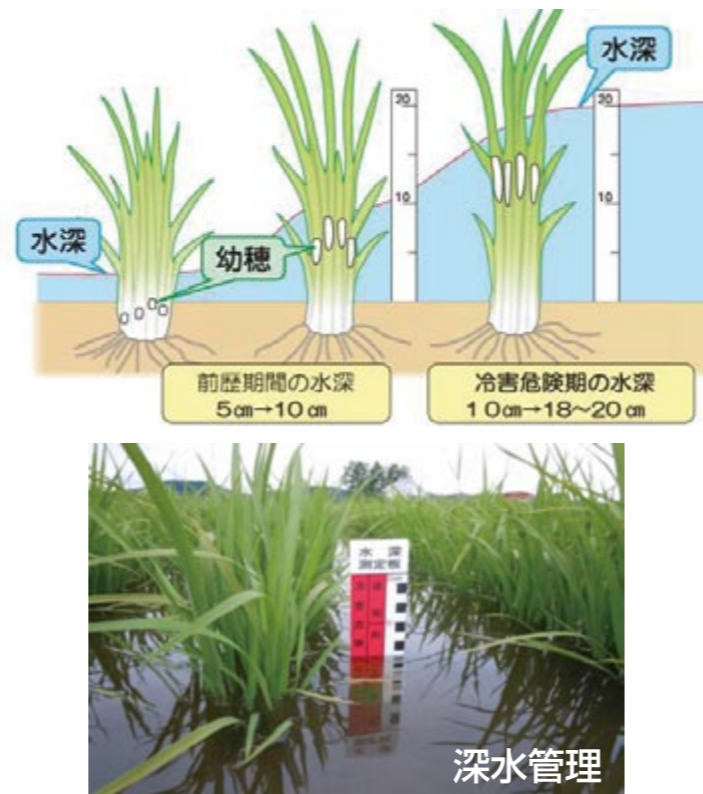 水深
20
20
10
10
水深
幼穂
前歴期間の水深
5㎝→10㎝
冷害危険期の水深
10㎝→18〜20㎝
水深
測定板
深水管理